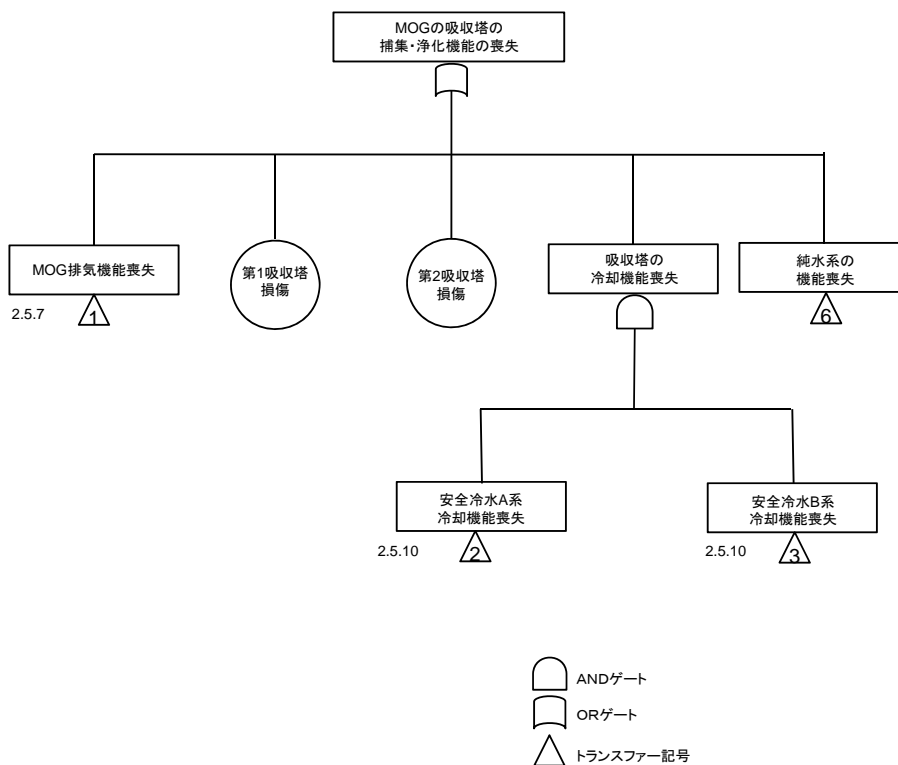 MOGの吸収塔の
捕集・浄化機能の喪失
MOG排気機能喪失
2.5.7
1
第1吸収塔
損傷
第2吸収塔
損傷
吸収塔の
冷却機能喪失
純水系の
機能喪失
6
安全冷水A系
冷却機能喪失
2.5.10
2
安全冷水B系
冷却機能喪失
2.5.10
3
ANDゲート
ORゲート
トランスファー記号